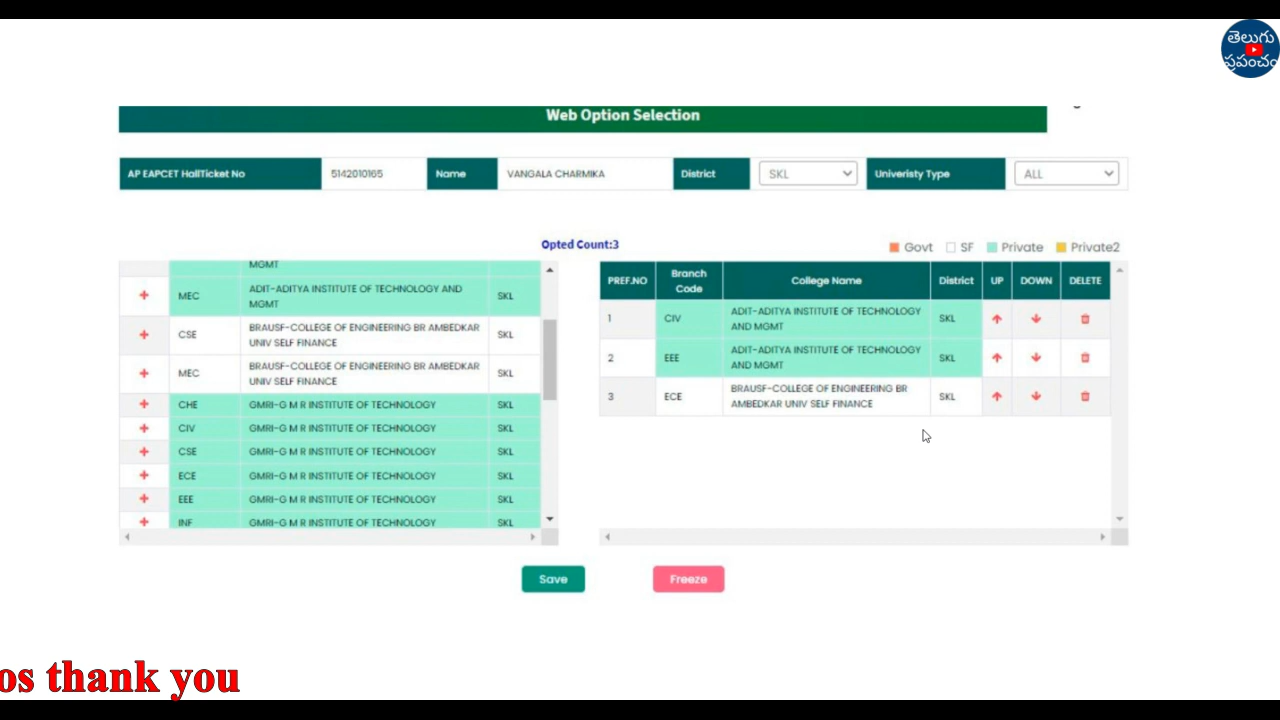 తెలుగు
ప్రపంచం
Web Option Selection
AP EAPCET HallTicket No 5142010165 Name VANGALA CHARMIKA District SKL Univeristy Type ALL
Opted Count:3
Govt SF Private Private2
MGMT
MEC ADIT-ADITYA INSTITUTE OF TECHNOLOGY AND SKL
MGMT
CSE BRAUSF-COLLEGE OF ENGINEERING BR AMBEDKAR SKL
UNIV SELF FINANCE
MEC BRAUSF-COLLEGE OF ENGINEERING BR AMBEDKAR SKL
UNIV SELF FINANCE
CHE GMRI-G M R INSTITUTE OF TECHNOLOGY SKL
CIV GMRI-G M R INSTITUTE OF TECHNOLOGY SKL
CSE GMRI-G M R INSTITUTE OF TECHNOLOGY SKL
ECE GMRI-G M R INSTITUTE OF TECHNOLOGY SKL
EEE GMRI-G M R INSTITUTE OF TECHNOLOGY SKL
INF GMRI-G M R INSTITUTE OF TECHNOLOGY SKL
PREF.NO Branch Code College Name District UP DOWN DELETE
1 CIV ADIT-ADITYA INSTITUTE OF TECHNOLOGY SKL
AND MGMT
2 EEE ADIT-ADITYA INSTITUTE OF TECHNOLOGY SKL
AND MGMT
3 ECE BRAUSF-COLLEGE OF ENGINEERING BR SKL
AMBEDKAR UNIV SELF FINANCE
Save Freeze
os thank you